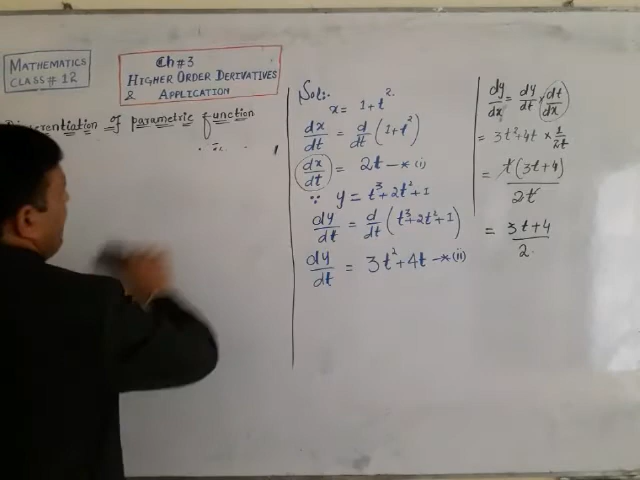 MATHEMATICS
CLASS # 12
Ch # 3
HIGHER ORDER DERIVATIVES
& APPLICATION
Differentiation of parametric function
Sol:-
x = 1+t².
dx/dt = d/dt (1+t²)
dx/dt = 2t —*(i)
∵ y = t³+2t²+1
dy/dt = d/dt (t³+2t²+1)
dy/dt = 3t²+4t —*(ii)
dy/dx = dy/dt × dt/dx
= 3t²+4t × 1/2t
= t(3t+4)/2t
= 3t+4/2.